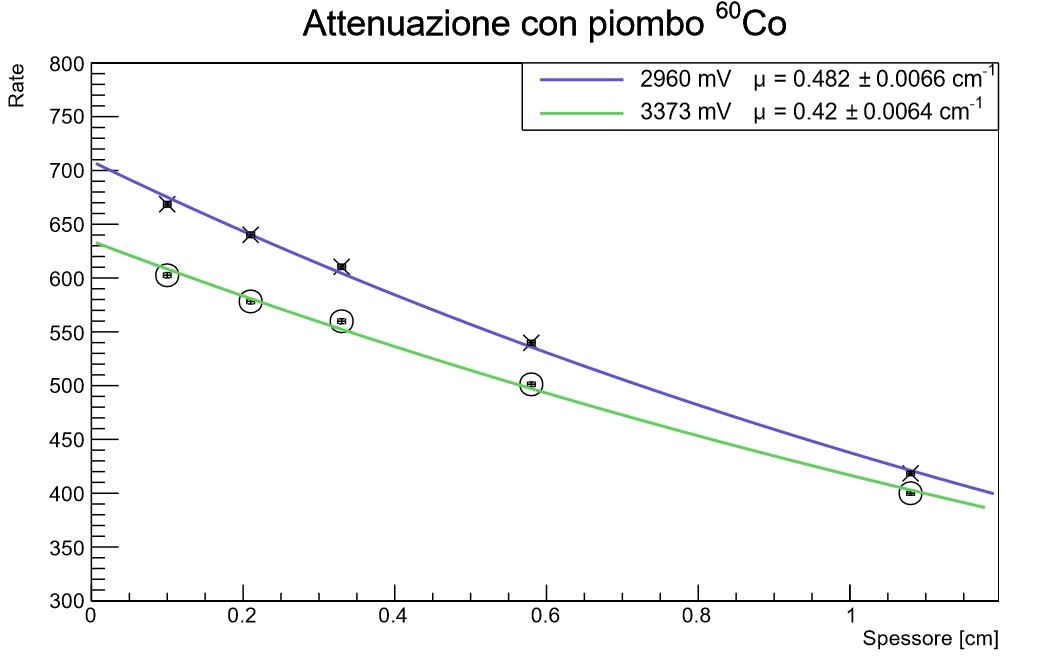 Attenuazione con piombo ⁶⁰Co
Rate
2960 mV μ = 0.482 ± 0.0066 cm⁻¹
3373 mV μ = 0.42 ± 0.0064 cm⁻¹
800
750
700
650
600
550
500
450
400
350
300
0 0.2 0.4 0.6 0.8 1
Spessore [cm]